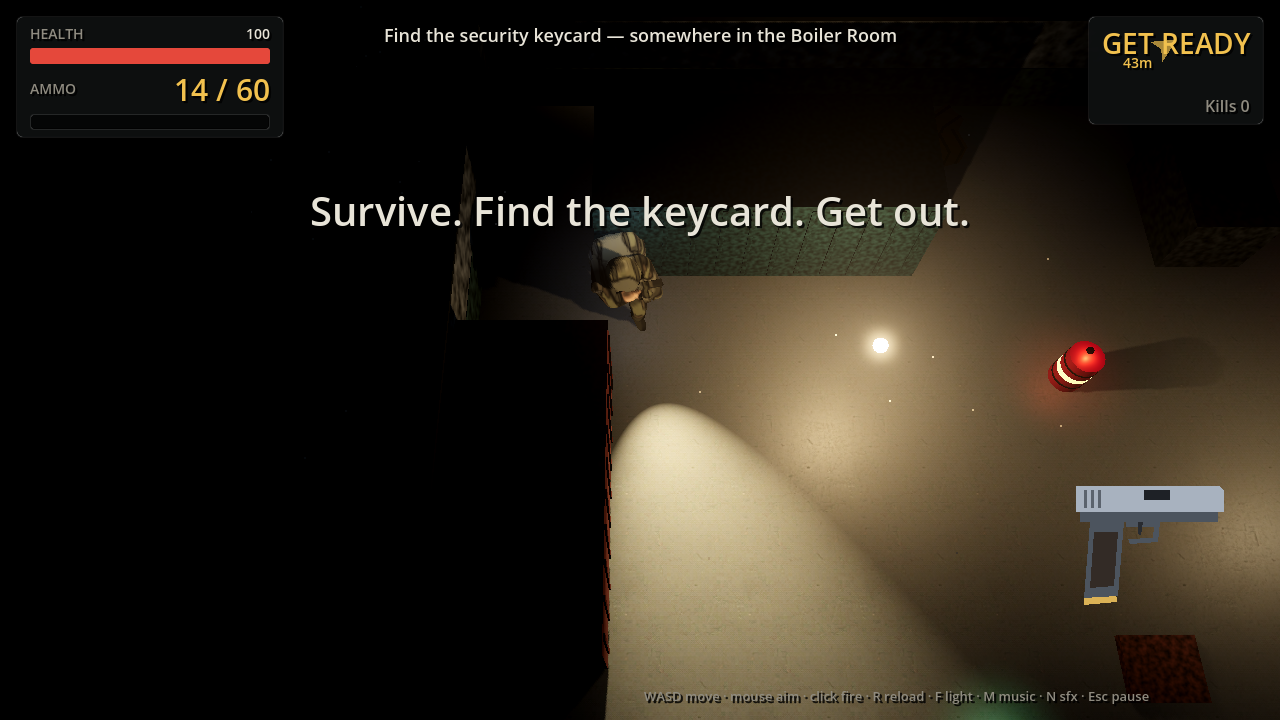 HEALTH 100
AMMO 14 / 60
Find the security keycard — somewhere in the Boiler Room
GET READY
43m
Kills 0
Survive. Find the keycard. Get out.
WASD move · mouse aim · click fire · R reload · F light · M music · N sfx · Esc pause